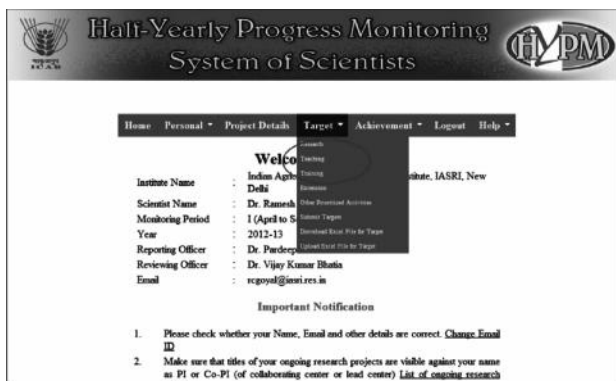 Half-Yearly Progress Monitoring
System of Scientists
ICAR
HYPM
Home Personal Project Details Target Achievement Logout Help
Research
Teaching
Training
Extension
Other Prioritized Activities
Submit Targets
Download Excel File for Target
Upload Excel File for Target
Welco
Institute Name : Indian Agri titute, IASRI, New
Delhi
Scientist Name : Dr. Ramesh
Monitoring Period : I (April to S
Year : 2012-13
Reporting Officer : Dr. Pardeep
Reviewing Officer : Dr. Vijay Kumar Bhatia
Email : rcgoyal@iasri.res.in
Important Notification
1. Please check whether your Name, Email and other details are correct. Change Email
ID
2. Make sure that titles of your ongoing research projects are visible against your name
as PI or Co-PI (of collaborating center or lead center) List of ongoing research